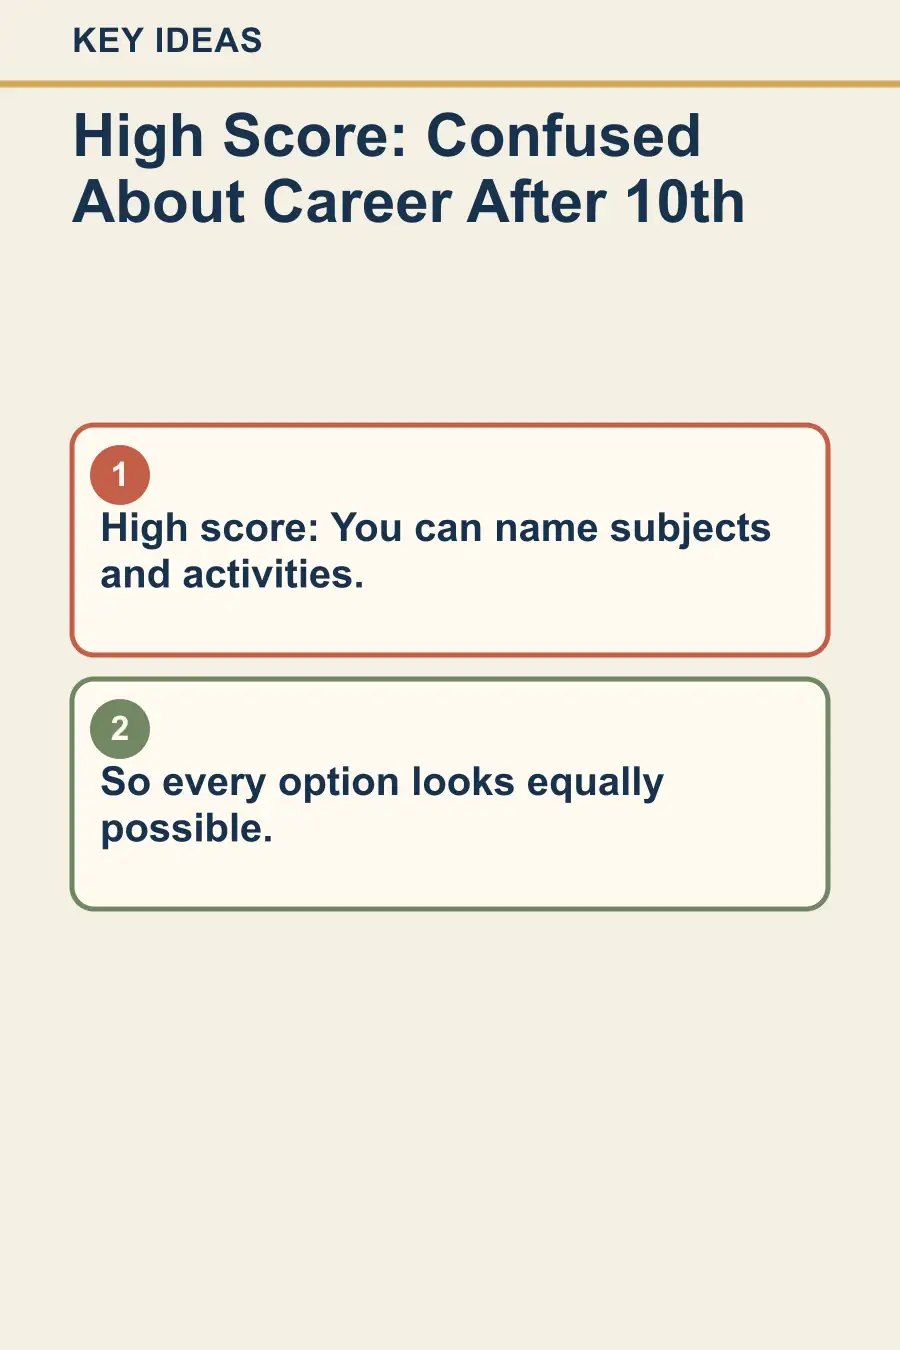 KEY IDEAS
High Score: Confused
About Career After 10th
1
High score: You can name subjects
and activities.
2
So every option looks equally
possible.